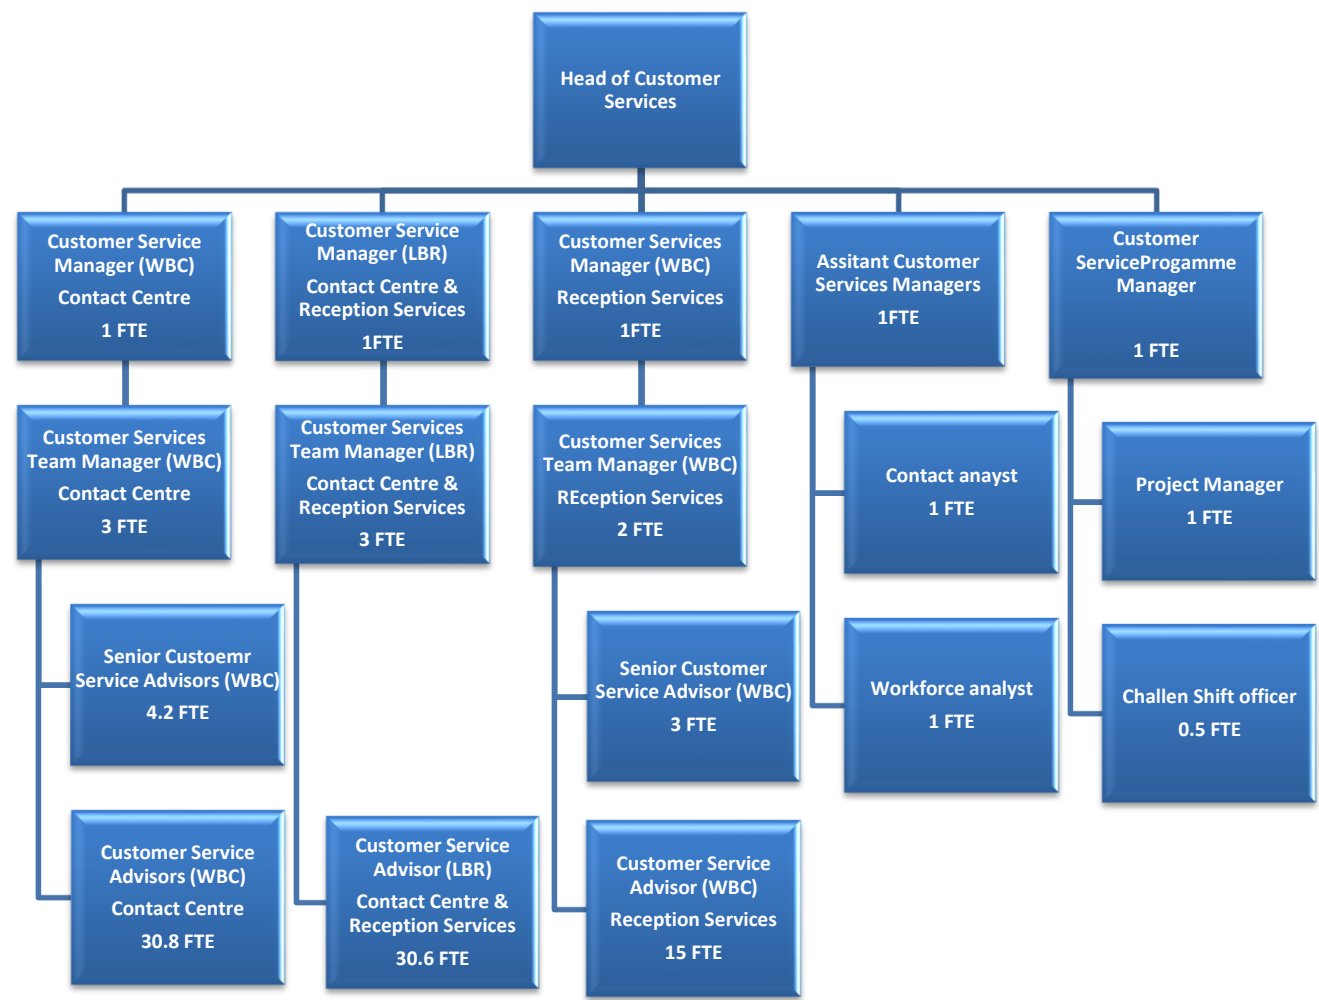 Head of Customer
Services
Customer Service
Manager (WBC)
Contact Centre
1 FTE
Customer Service
Manager (LBR)
Contact Centre &
Reception Services
1FTE
Customer Services
Manager (WBC)
Reception Services
1FTE
Assitant Customer
Services Managers
1FTE
Customer
ServiceProgamme
Manager
1 FTE
Customer Services
Team Manager (WBC)
Contact Centre
3 FTE
Customer Services
Team Manager (LBR)
Contact Centre &
Reception Services
3 FTE
Customer Services
Team Manager (WBC)
REception Services
2 FTE
Contact anayst
1 FTE
Project Manager
1 FTE
Senior Custoemr
Service Advisors (WBC)
4.2 FTE
Senior Customer
Service Advisor (WBC)
3 FTE
Workforce analyst
1 FTE
Challen Shift officer
0.5 FTE
Customer Service
Advisors (WBC)
Contact Centre
30.8 FTE
Customer Service
Advisor (LBR)
Contact Centre &
Reception Services
30.6 FTE
Customer Service
Advisor (WBC)
Reception Services
15 FTE